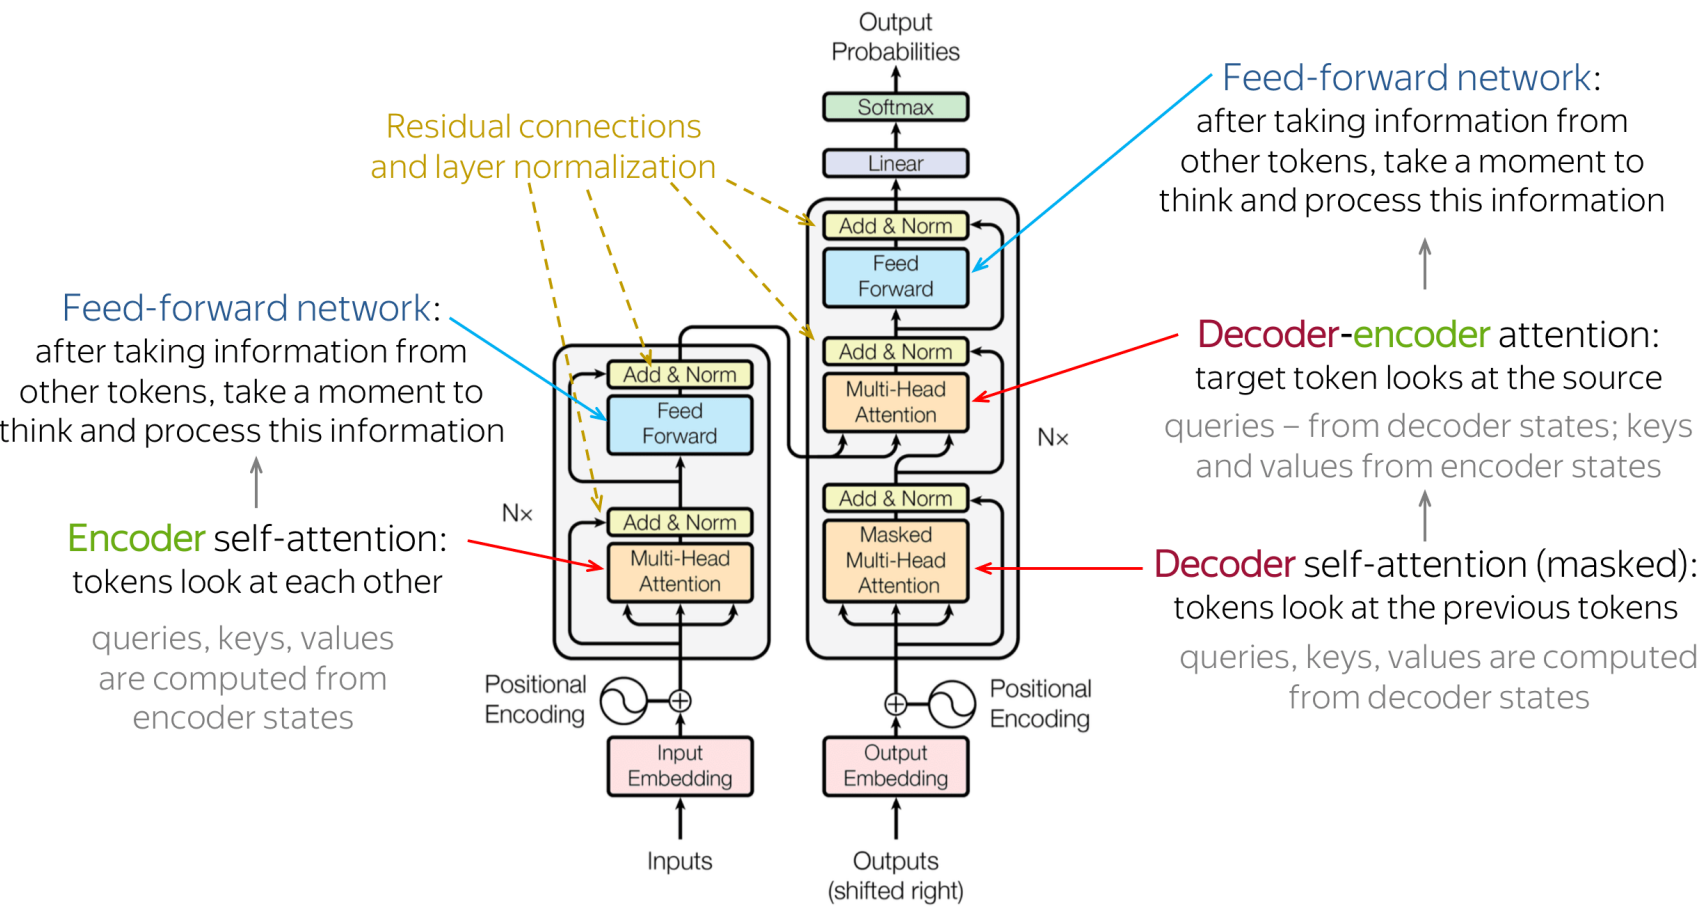 Output
Probabilities
Softmax
Linear
Add & Norm
Feed
Forward
Add & Norm
Multi-Head
Attention
Nx
Add & Norm
Masked
Multi-Head
Attention
Positional
Encoding
Output
Embedding
Outputs
(shifted right)
Residual connections
and layer normalization
Add & Norm
Feed
Forward
Nx
Add & Norm
Multi-Head
Attention
Positional
Encoding
Input
Embedding
Inputs
Feed-forward network:
after taking information from
other tokens, take a moment to
think and process this information
Encoder self-attention:
tokens look at each other
queries, keys, values
are computed from
encoder states
Feed-forward network:
after taking information from
other tokens, take a moment to
think and process this information
Decoder-encoder attention:
target token looks at the source
queries – from decoder states; keys
and values from encoder states
Decoder self-attention (masked):
tokens look at the previous tokens
queries, keys, values are computed
from decoder states